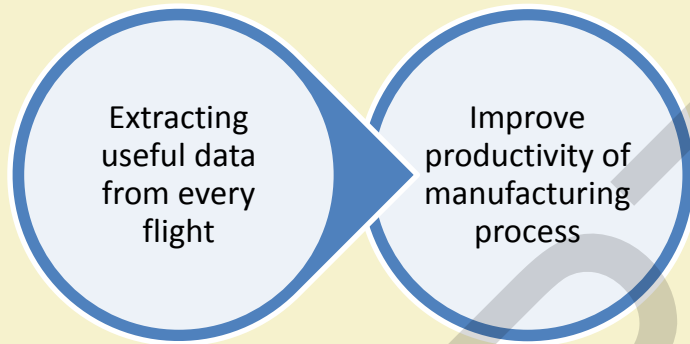 Extracting
useful data
from every
flight
Improve
productivity of
manufacturing
process